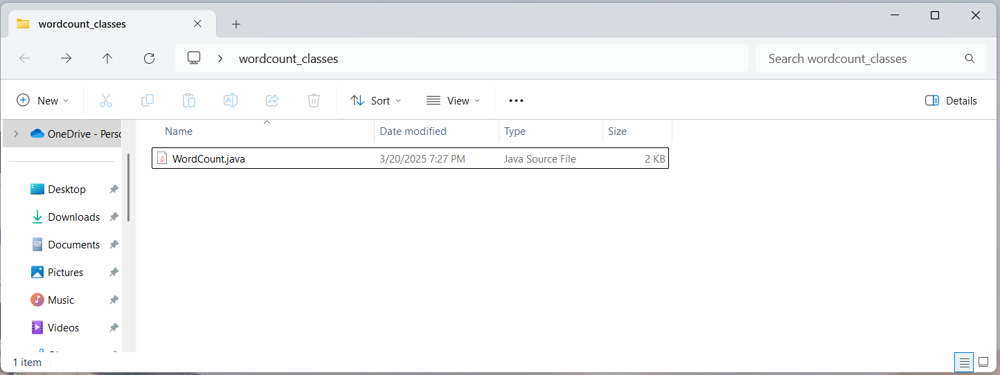 wordcount_classes
wordcount_classes
Search wordcount_classes
New
Sort
View
Details
OneDrive - Perso
Name Date modified Type Size
WordCount.java 3/20/2025 7:27 PM Java Source File 2 KB
Desktop
Downloads
Documents
Pictures
Music
Videos
1 item